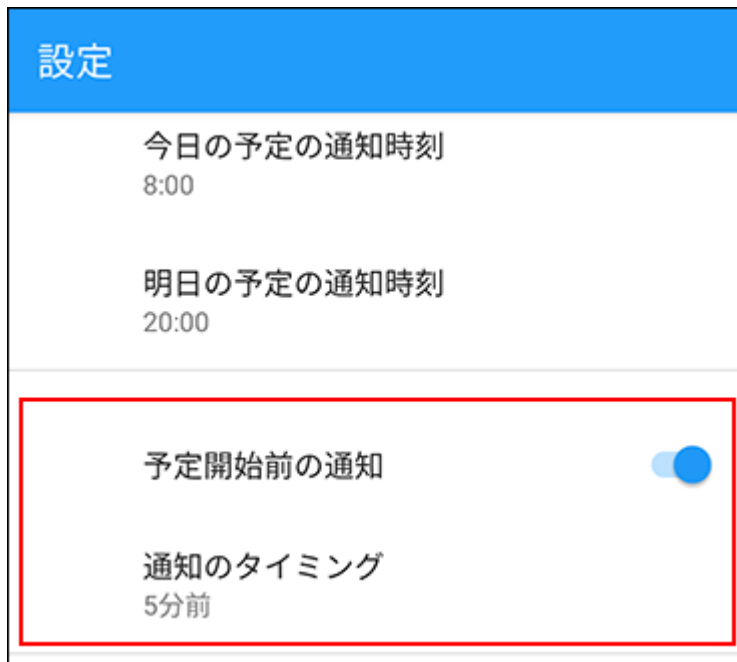 設定
今日の予定の通知時刻
8:00
明日の予定の通知時刻
20:00
予定開始前の通知
通知のタイミング
5分前